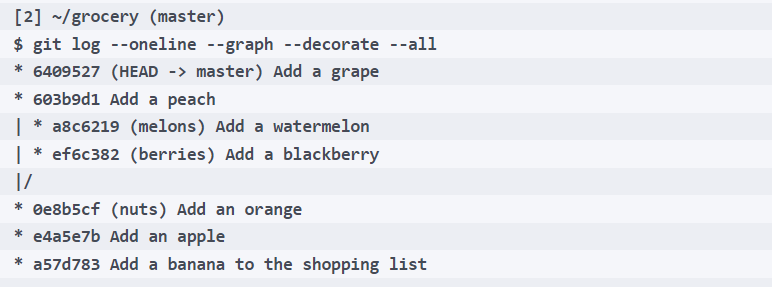 [2] ~/grocery (master)
$ git log --oneline --graph --decorate --all
* 6409527 (HEAD -> master) Add a grape
* 603b9d1 Add a peach
| * a8c6219 (melons) Add a watermelon
| * ef6c382 (berries) Add a blackberry
|/
* 0e8b5cf (nuts) Add an orange
* e4a5e7b Add an apple
* a57d783 Add a banana to the shopping list